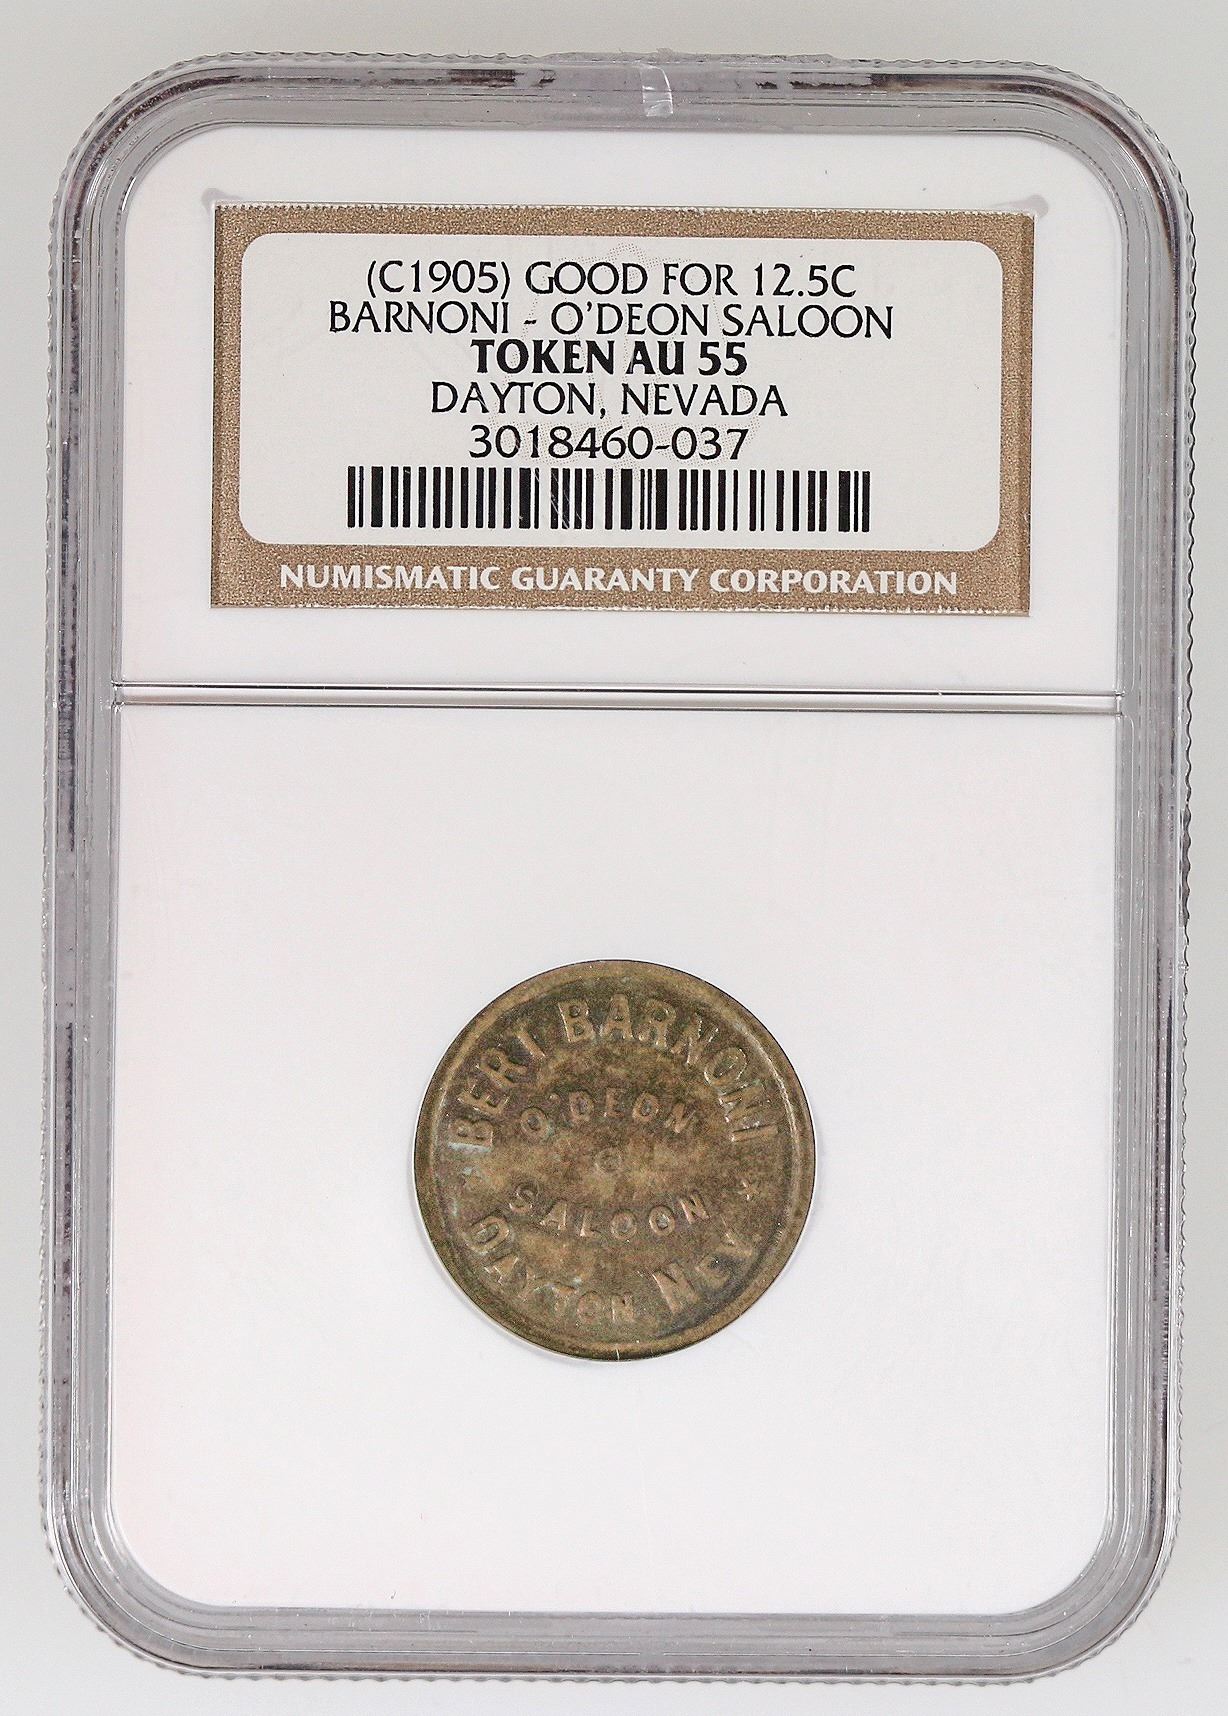 (C1905) GOOD FOR 12.5C
BARNONI - O'DEON SALOON
TOKEN AU 55
DAYTON, NEVADA
3018460-037
NUMISMATIC GUARANTY CORPORATION
BERT BARNONI
O'DEON
SALOON
DAYTON NEV.